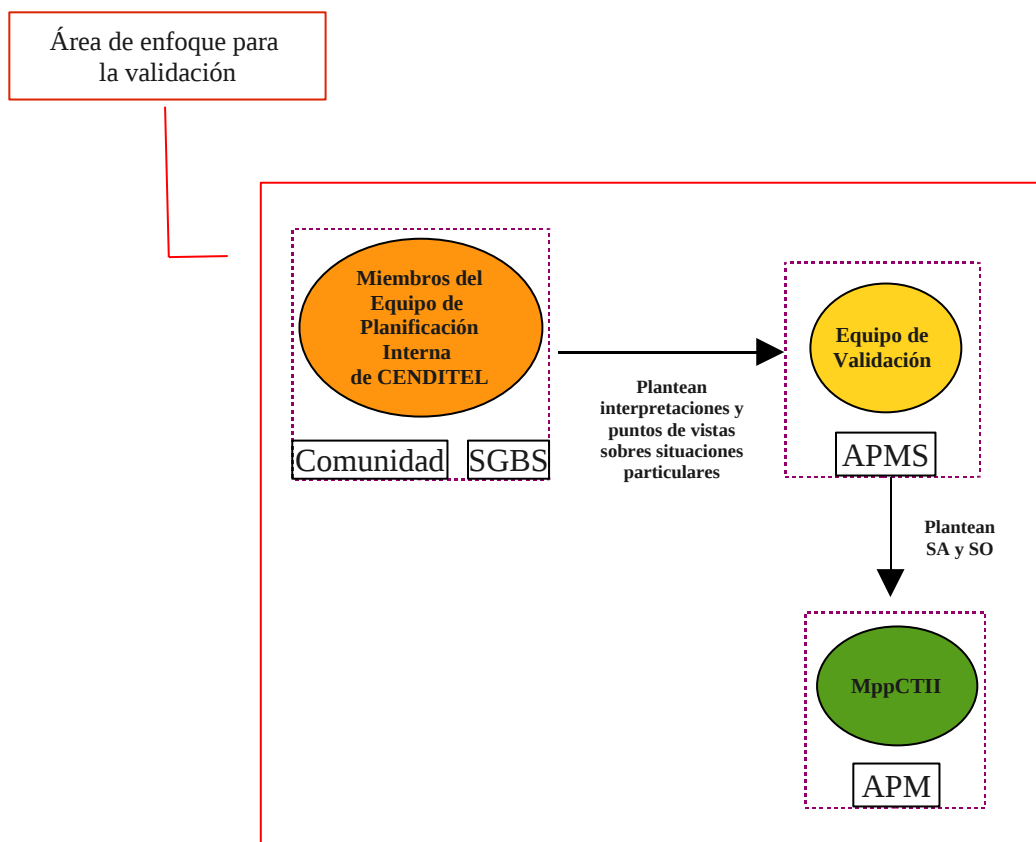 Área de enfoque para
la validación
Miembros del
Equipo de
Planificación
Interna
de CENDITEL
Comunidad
SGBS
Plantean
interpretaciones y
puntos de vistas
sobres situaciones
particulares
Equipo de
Validación
APMS
Plantean
SA y SO
MppCTII
APM